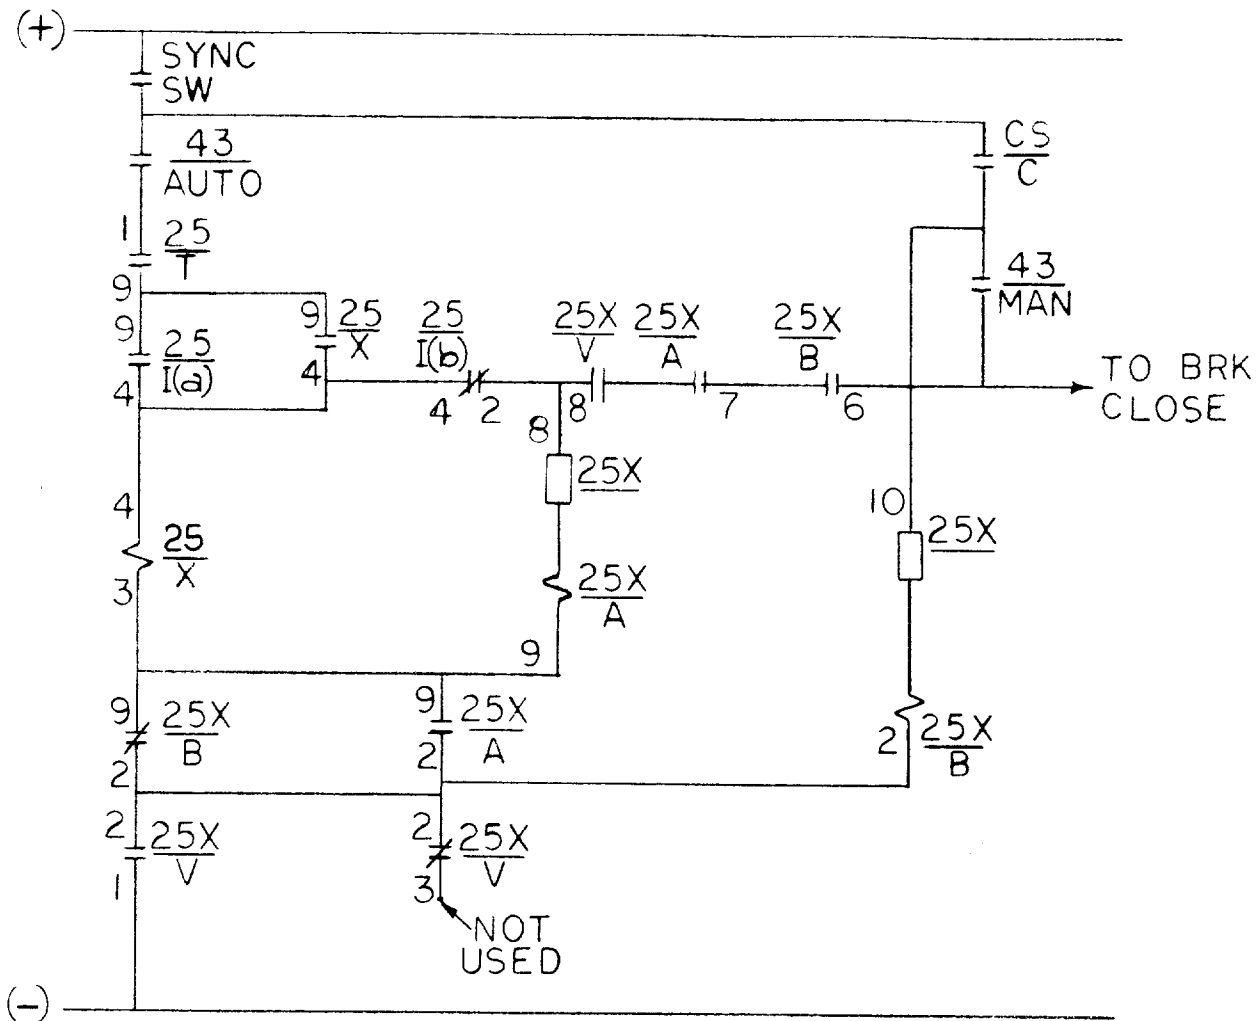 (+)
SYNC
SW
43
AUTO
CS
C
1
25
T
43
MAN
9
9
25
I(a)
4
9
25
X
4
25
I(b)
4
2
25X
V
8
25X
A
7
25X
B
6
TO BRK
CLOSE
8
25X
10
25X
4
25
X
3
25X
A
9
9
25X
B
2
9
25X
A
2
2
25X
B
2
25X
V
1
2
25X
V
3
NOT
USED
(-)